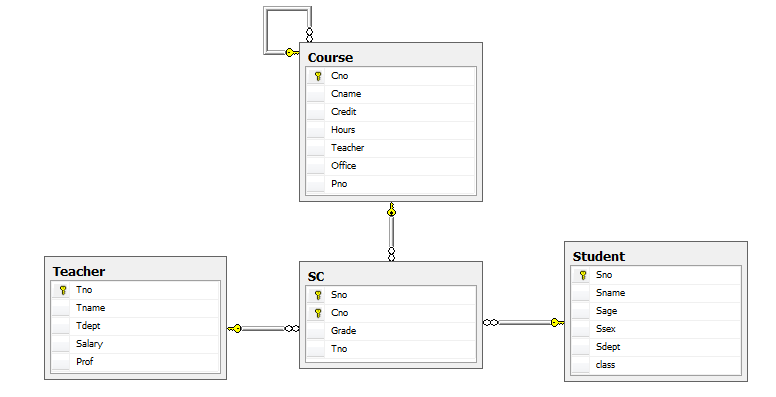 Course
Cno
Cname
Credit
Hours
Teacher
Office
Pno
Teacher
Tno
Tname
Tdept
Salary
Prof
SC
Sno
Cno
Grade
Tno
Student
Sno
Sname
Sage
Ssex
Sdept
class